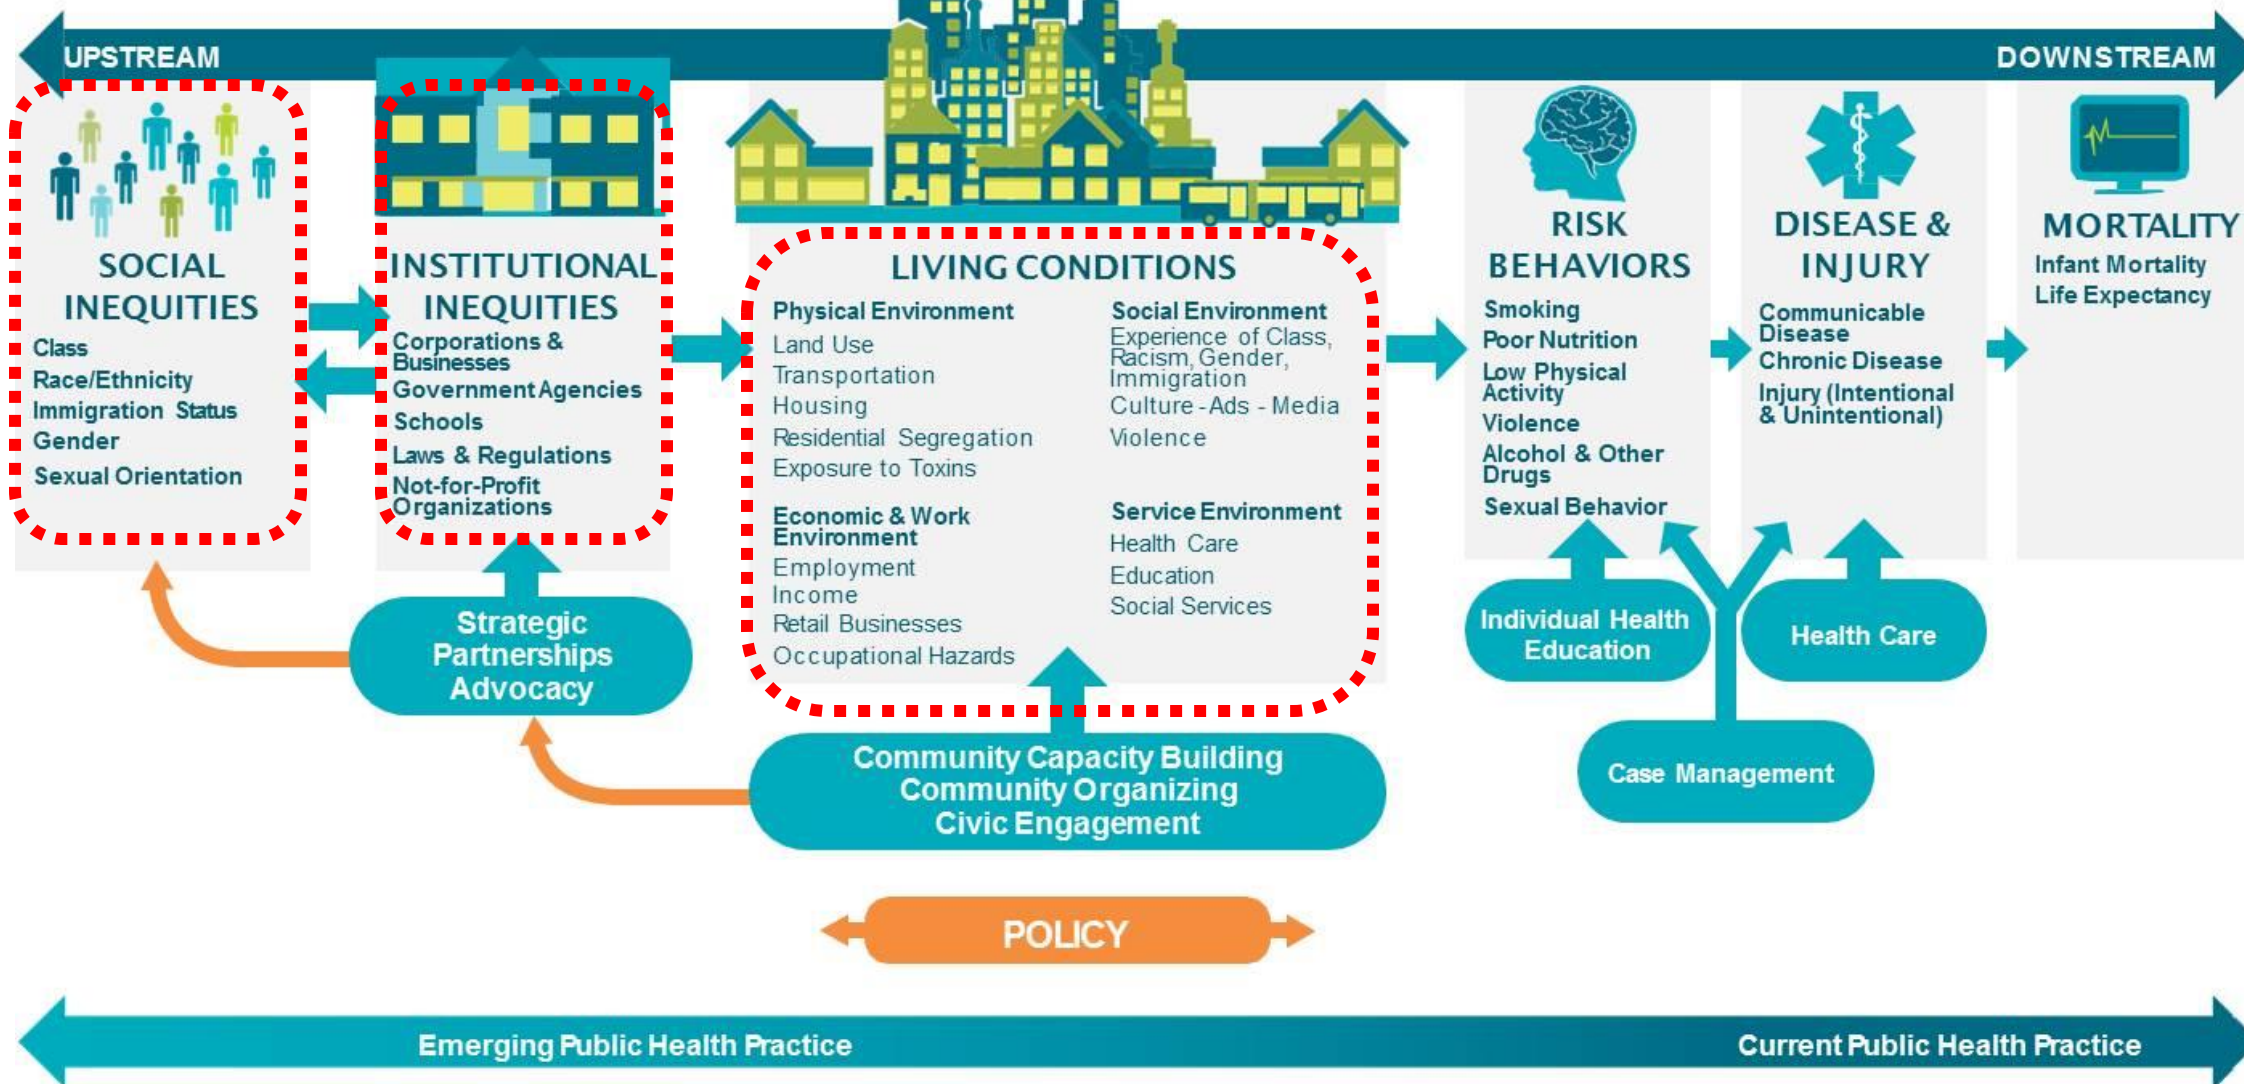 UPSTREAM
DOWNSTREAM
SOCIAL
INEQUITIES
Class
Race/Ethnicity
Immigration Status
Gender
Sexual Orientation
INSTITUTIONAL
INEQUITIES
Corporations &
Businesses
Government Agencies
Schools
Laws & Regulations
Not-for-Profit
Organizations
LIVING CONDITIONS
Physical Environment
Land Use
Transportation
Housing
Residential Segregation
Exposure to Toxins
Economic & Work
Environment
Employment
Income
Retail Businesses
Occupational Hazards
Social Environment
Experience of Class,
Racism, Gender,
Immigration
Culture - Ads - Media
Violence
Service Environment
Health Care
Education
Social Services
RISK
BEHAVIORS
Smoking
Poor Nutrition
Low Physical
Activity
Violence
Alcohol & Other
Drugs
Sexual Behavior
DISEASE &
INJURY
Communicable
Disease
Chronic Disease
Injury (Intentional
& Unintentional)
MORTALITY
Infant Mortality
Life Expectancy
Strategic
Partnerships
Advocacy
Community Capacity Building
Community Organizing
Civic Engagement
Individual Health
Education
Health Care
Case Management
POLICY
Emerging Public Health Practice
Current Public Health Practice